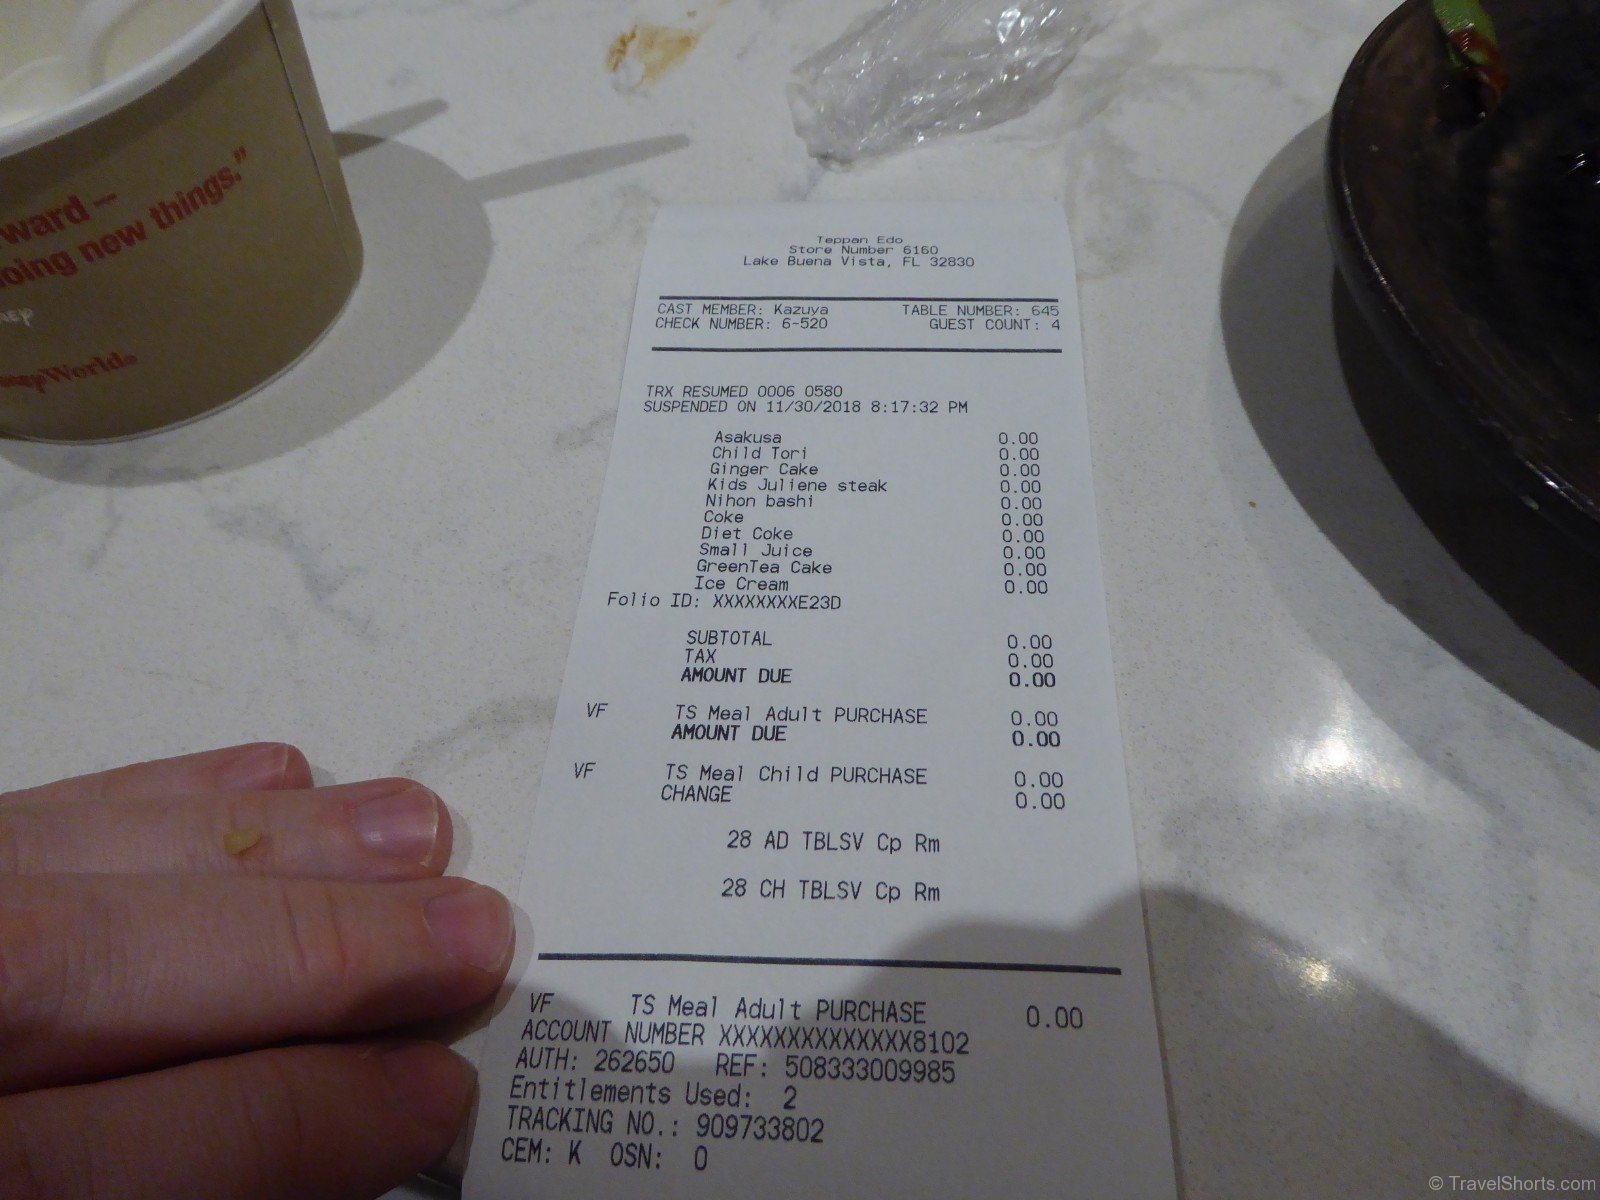 ward –
doing new things."
World®
Teppan Edo
Store Number 6160
Lake Buena Vista, FL 32830
CAST MEMBER: Kazuya TABLE NUMBER: 645
CHECK NUMBER: 6-520 GUEST COUNT: 4
TRX RESUMED 0006 0580
SUSPENDED ON 11/30/2018 8:17:32 PM
Asakusa 0.00
Child Tori 0.00
Ginger Cake 0.00
Kids Juliene steak 0.00
Nihon bashi 0.00
Coke 0.00
Diet Coke 0.00
Small Juice 0.00
GreenTea Cake 0.00
Ice Cream 0.00
Folio ID: XXXXXXXXE23D
SUBTOTAL 0.00
TAX 0.00
AMOUNT DUE 0.00
VF TS Meal Adult PURCHASE 0.00
AMOUNT DUE 0.00
VF TS Meal Child PURCHASE 0.00
CHANGE 0.00
28 AD TBLSV Cp Rm
28 CH TBLSV Cp Rm
VF TS Meal Adult PURCHASE 0.00
ACCOUNT NUMBER XXXXXXXXXXXXXXX8102
AUTH: 262650 REF: 508333009985
Entitlements Used: 2
TRACKING NO.: 909733802
CEM: K OSN: 0
© TravelShorts.com